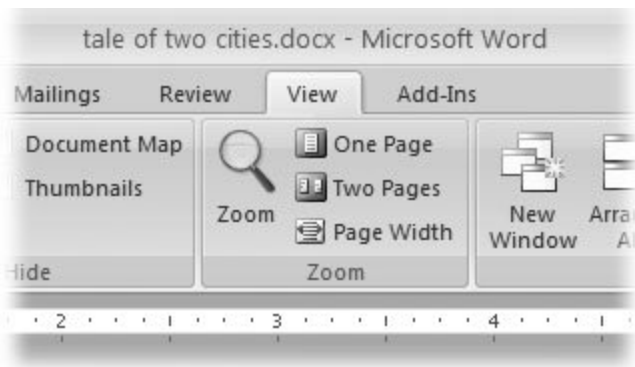 tale of two cities.docx - Microsoft Word
Mailings Review View Add-Ins
Document Map
Thumbnails
Zoom
One Page
Two Pages
Page Width
New
Window
Hide
Zoom
2 3 4